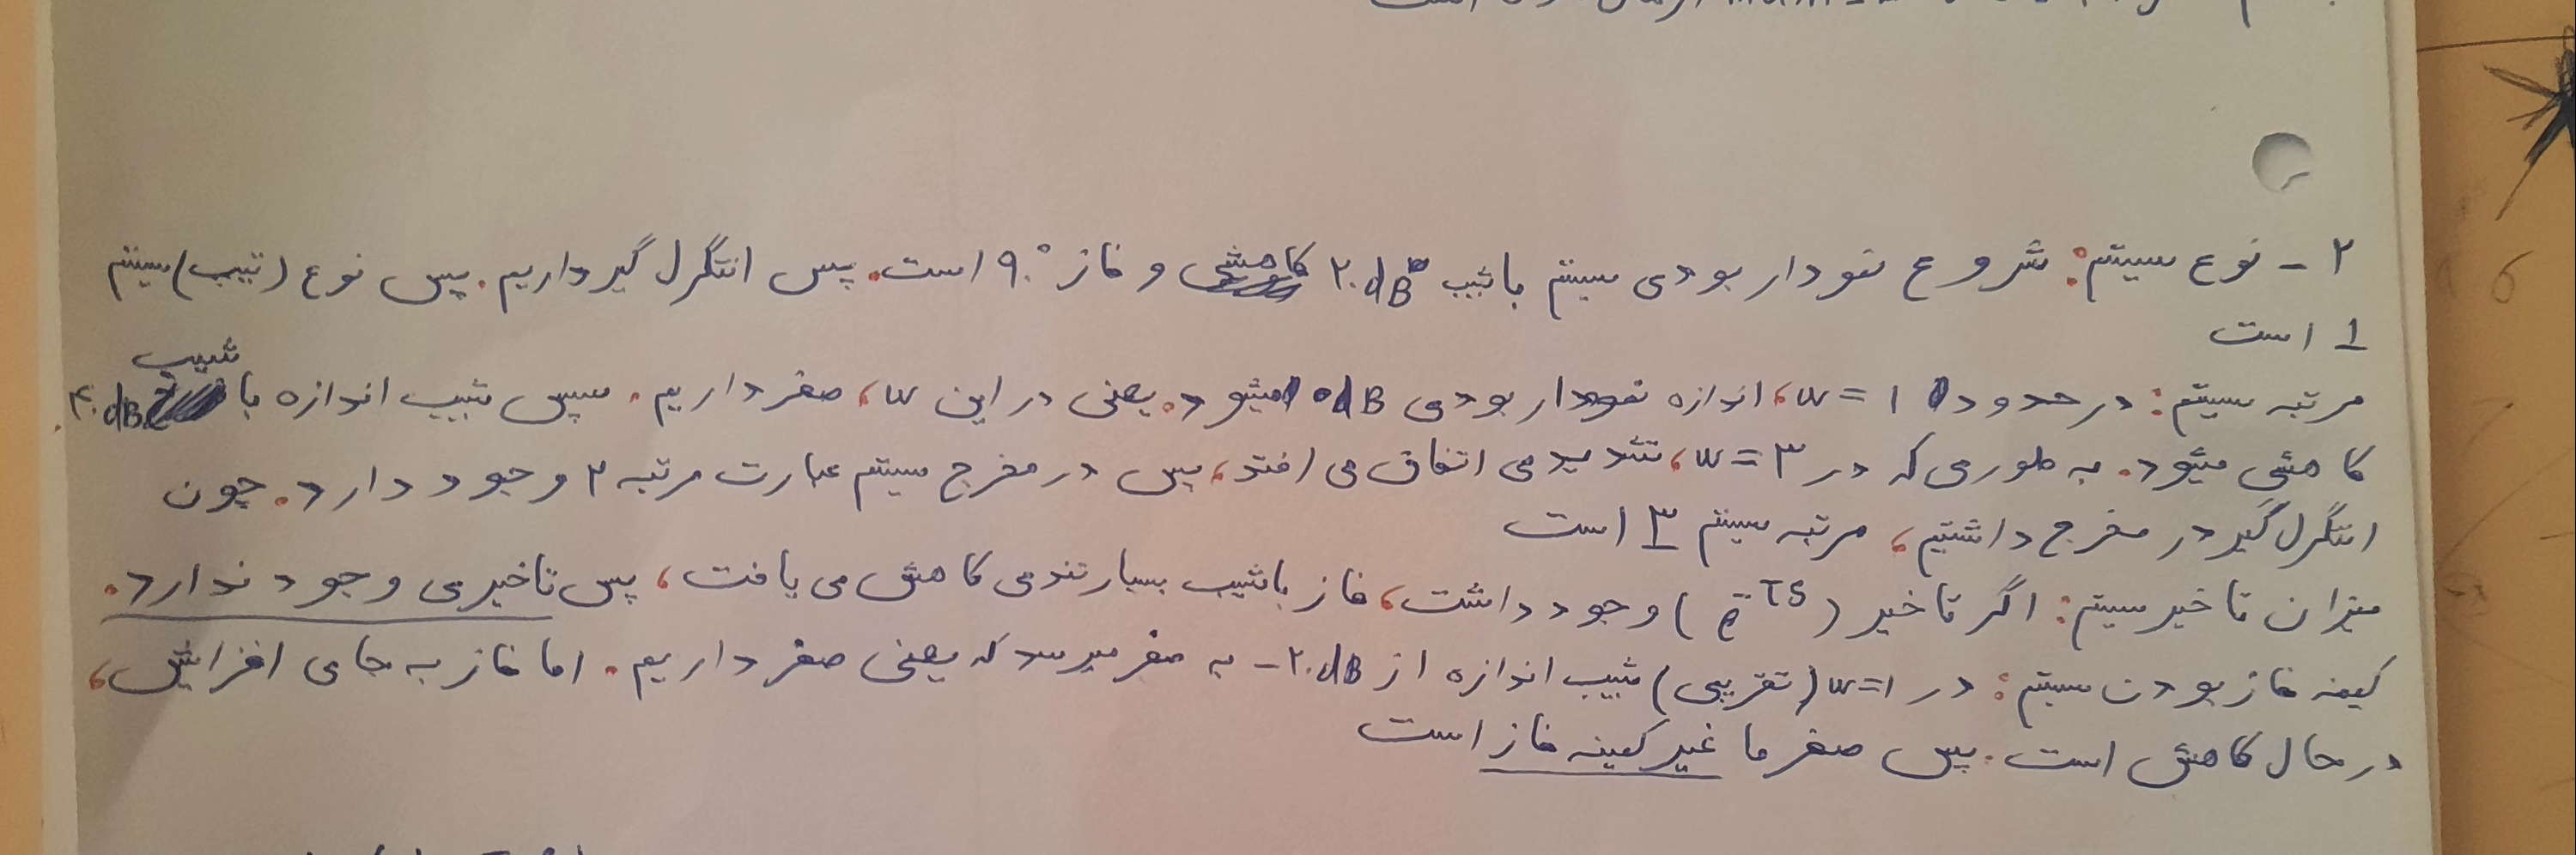 ۲ - نوع سیستم: شروع نمودار بودی سیستم با شیب ۲۰dB کاهشی و فاز ۹۰° است. پس انتگرال گیر داریم. پس نوع (تیپ) سیستم
1 است
مرتبه سیستم: در حدود w = 1، اندازه نمودار بودی 0dB میشود. یعنی در این w، صفر داریم. سپس شیب اندازه با شیب ۴۰dB
کاهشی میشود. به طوری که در w = ۳، تشدیدی اتفاق می افتد، پس در مخرج سیستم عبارت مرتبه ۲ وجود دارد. چون
انتگرال گیر در مخرج داشتیم، مرتبه سیستم ۳ است
میزان تاخیر سیستم: اگر تاخیر (e^-τs) وجود داشت، فاز با شیب بسیار تندی کاهش می یافت، پس تاخیری وجود ندارد.
کمینه فاز بودن سیستم: در w=1 (تقریبی) شیب اندازه از -۲۰dB به صفر میرسد که یعنی صفر داریم. اما فاز به جای افزایش،
در حال کاهش است. پس صفر ما غیر کمینه فاز است